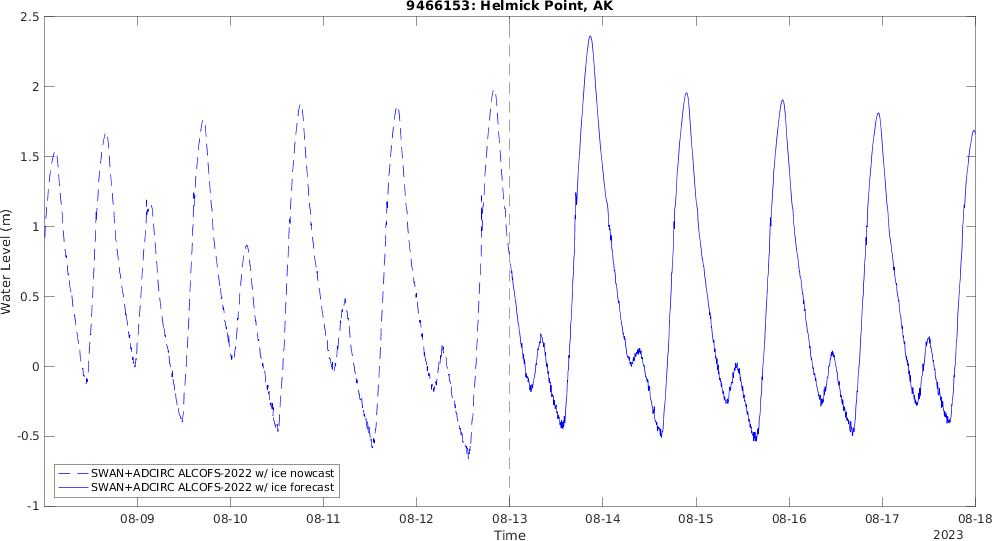 9466153: Helmick Point, AK
2.5
2
1.5
1
0.5
0
-0.5
-1
Water Level (m)
SWAN+ADCIRC ALCOFS-2022 w/ ice nowcast
SWAN+ADCIRC ALCOFS-2022 w/ ice forecast
08-09 08-10 08-11 08-12 08-13 08-14 08-15 08-16 08-17 08-18
Time
2023